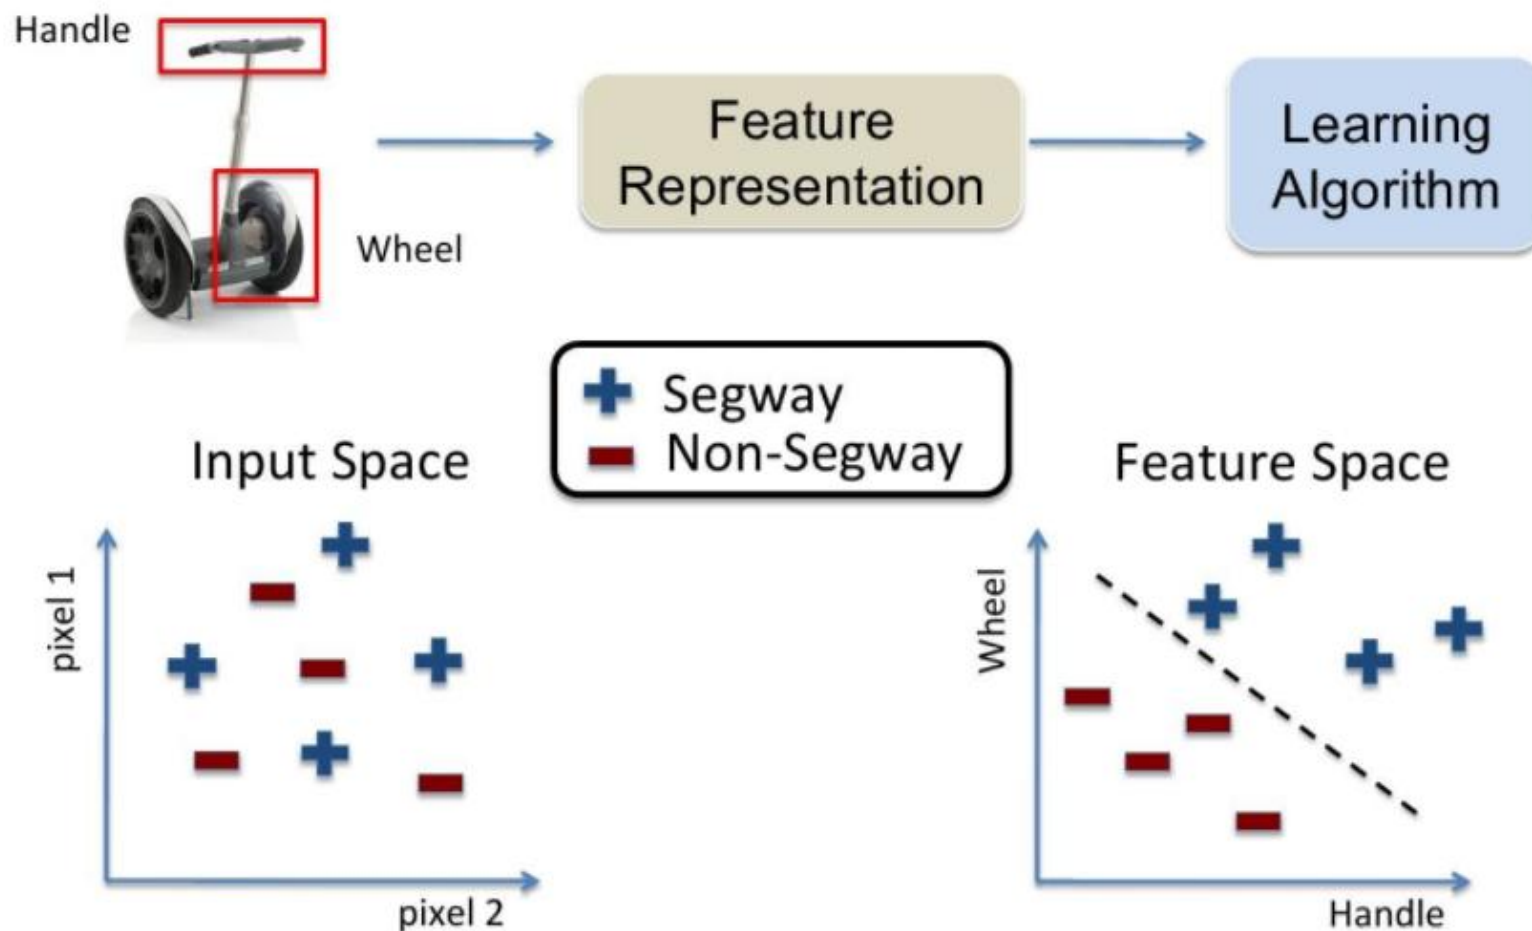 Handle
Wheel
Feature
Representation
Learning
Algorithm
Segway
Non-Segway
Input Space
pixel 1
pixel 2
Feature Space
Wheel
Handle